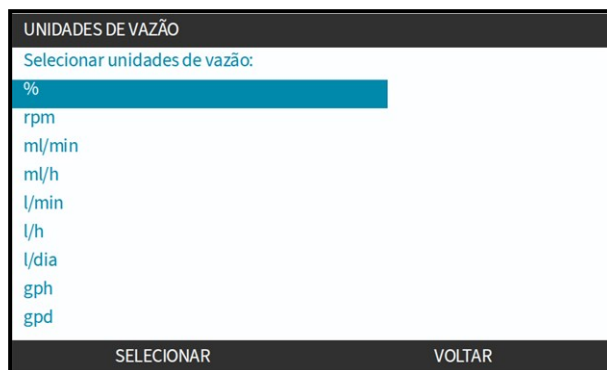 UNIDADES DE VAZÃO
Selecionar unidades de vazão:
%
rpm
ml/min
ml/h
l/min
l/h
l/dia
gph
gpd
SELECIONAR VOLTAR